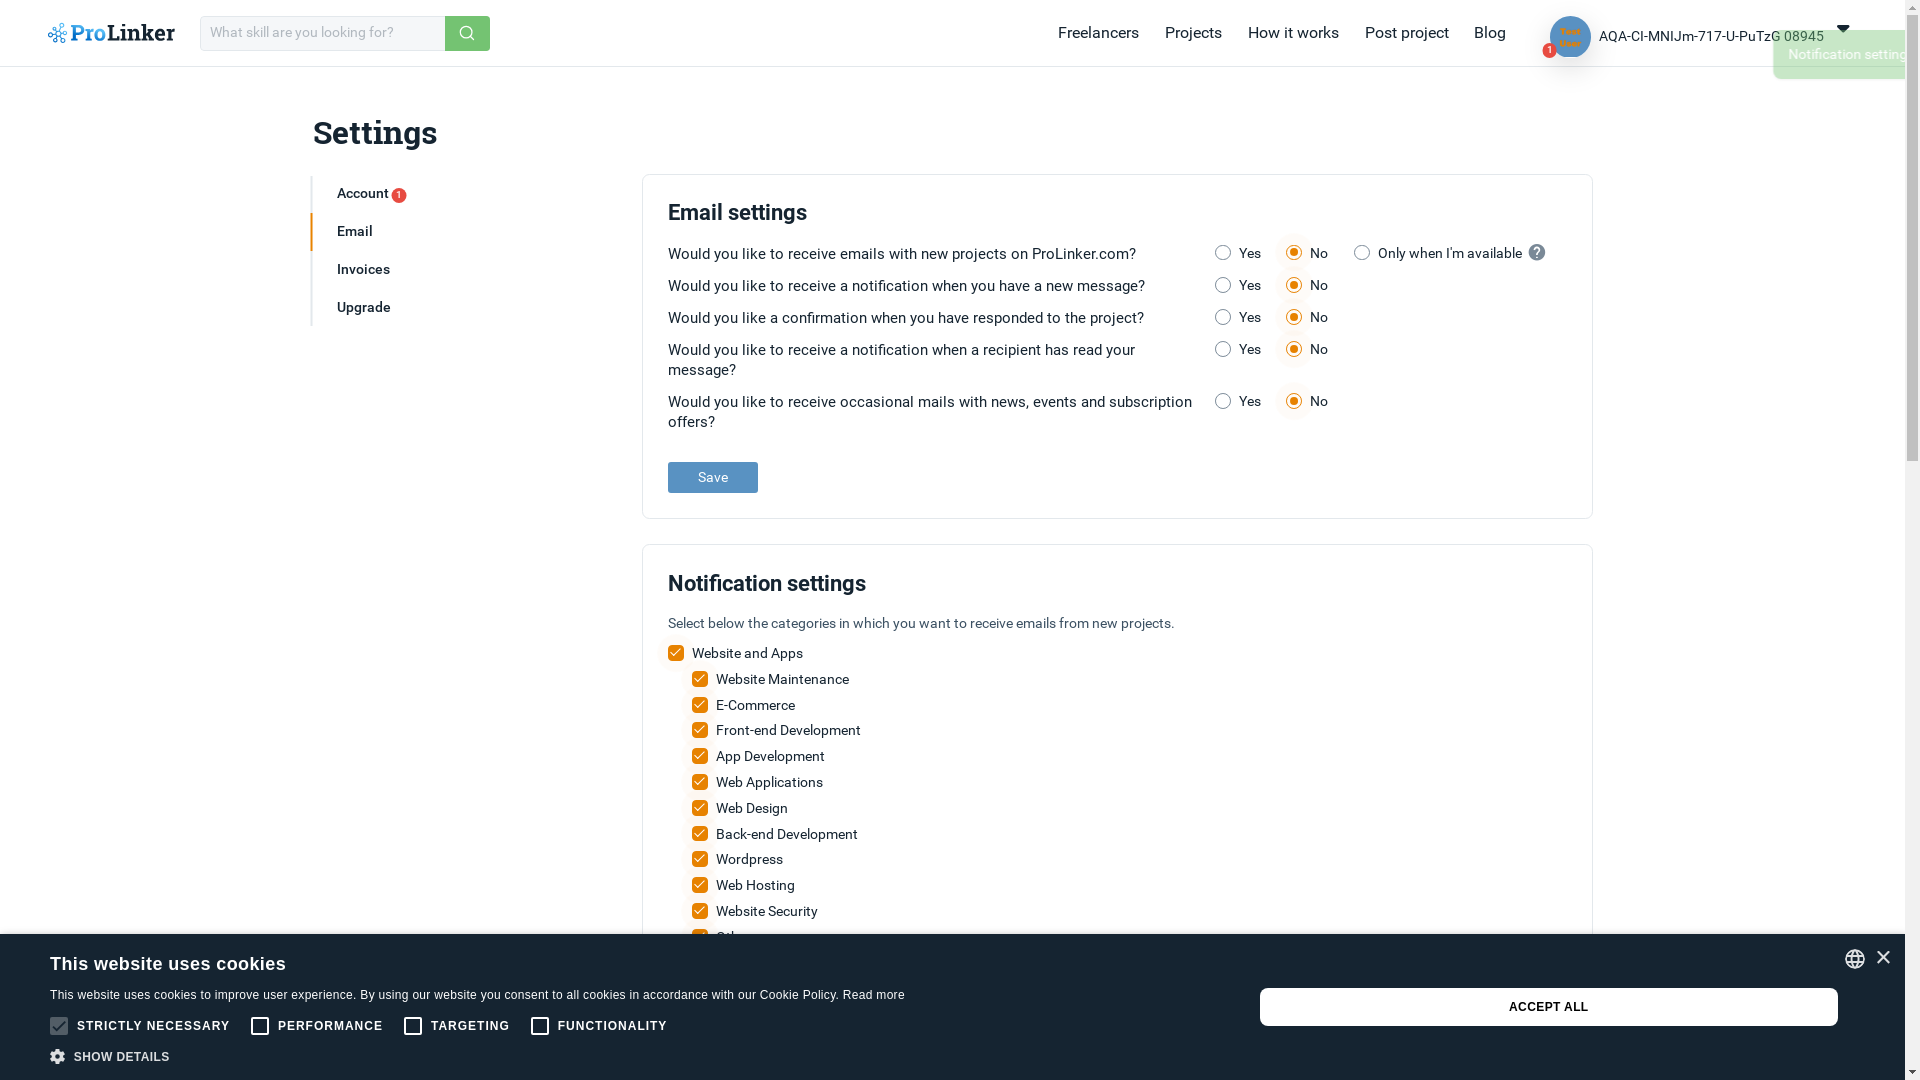 ProLinker
What skill are you looking for?
Freelancers
Projects
How it works
Post project
Blog
Test
User
1
AQA-CI-MNIJm-717-U-PuTzG 08945
Notification setting
Settings
Account 1
Email
Invoices
Upgrade
Email settings
Would you like to receive emails with new projects on ProLinker.com?
Yes
No
Only when I'm available
?
Would you like to receive a notification when you have a new message?
Yes
No
Would you like a confirmation when you have responded to the project?
Yes
No
Would you like to receive a notification when a recipient has read your
message?
Yes
No
Would you like to receive occasional mails with news, events and subscription
offers?
Yes
No
Save
Notification settings
Select below the categories in which you want to receive emails from new projects.
Website and Apps
Website Maintenance
E-Commerce
Front-end Development
App Development
Web Applications
Web Design
Back-end Development
Wordpress
Web Hosting
Website Security
This website uses cookies
This website uses cookies to improve user experience. By using our website you consent to all cookies in accordance with our Cookie Policy. Read more
STRICTLY NECESSARY
PERFORMANCE
TARGETING
FUNCTIONALITY
SHOW DETAILS
ACCEPT ALL